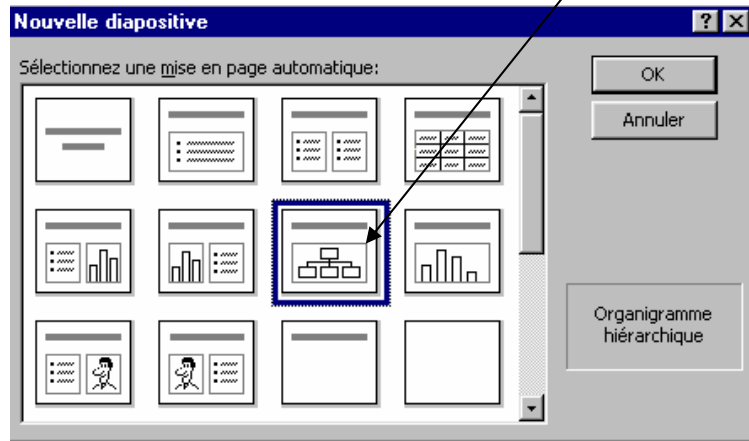 Nouvelle diapositive
Sélectionnez une mise en page automatique:
OK
Annuler
Organigramme
hiérarchique